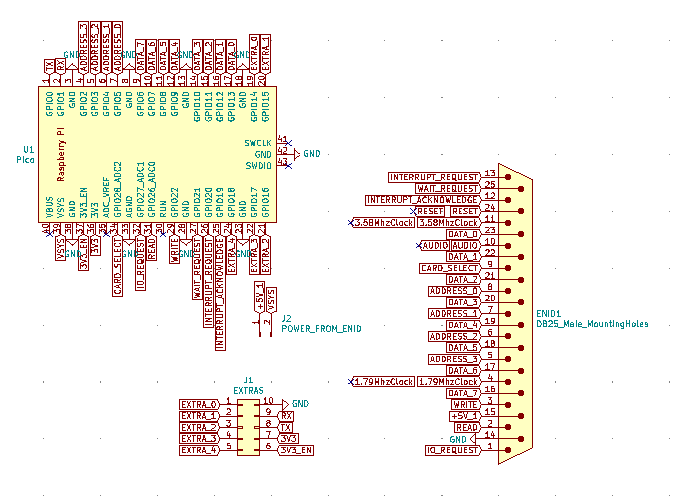 TX
RX
GND
ADDRESS_3
ADDRESS_2
ADDRESS_1
ADDRESS_0
GND
DATA_7
DATA_6
DATA_5
DATA_4
GND
DATA_3
DATA_2
DATA_1
DATA_0
GND
EXTRA_0
EXTRA_1
1 2 3 4 5 6 7 8 9 10 11 12 13 14 15 16 17 18 19 20
GPIO0
GPIO1
GND
GPIO2
GPIO3
GPIO4
GPIO5
GND
GPIO6
GPIO7
GPIO8
GPIO9
GND
GPIO10
GPIO11
GPIO12
GPIO13
GND
GPIO14
GPIO15
U1
Pico
Raspberry Pi
SWCLK 41
GND 42 GND
SWDIO 43
VBUS
VSYS
GND
3V3_EN
3V3
ADC_VREF
GPIO28_ADC2
AGND
GPIO27_ADC1
GPIO26_ADC0
RUN
GPIO22
GND
GPIO21
GPIO20
GPIO19
GPIO18
GND
GPIO17
GPIO16
40 39 38 37 36 35 34 33 32 31 30 29 28 27 26 25 24 23 22 21
VSYS
GND
3V3_EN
3V3
CARD_SELECT
GND
IO_REQUEST
READ
WRITE
GND
WAIT_REQUEST
INTERRUPT_REQUEST
INTERRUPT_ACKNOWLEDGE
EXTRA_4
GND
EXTRA_3
EXTRA_2
+5V_1
VSYS
1
2
J2
POWER_FROM_ENID
J1
EXTRAS
EXTRA_0 1 10 GND
EXTRA_1 2 9 RX
EXTRA_2 3 8 TX
EXTRA_3 4 7 3V3
EXTRA_4 5 6 3V3_EN
INTERRUPT_REQUEST 13
WAIT_REQUEST 25
INTERRUPT_ACKNOWLEDGE 12
RESET RESET 24
3.58MhzClock 3.58MhzClock 11
DATA_0 23
AUDIO AUDIO 10
DATA_1 22
CARD_SELECT 9
DATA_2 21
ADDRESS_0 8
DATA_3 20
ADDRESS_1 7
DATA_4 19
ADDRESS_2 6
DATA_5 18
ADDRESS_3 5
DATA_6 17
1.79MhzClock 1.79MhzClock 4
DATA_7 16
WRITE 3
+5V_1 15
READ 2
GND 14
IO_REQUEST 1
ENID1
DB25_Male_MountingHoles